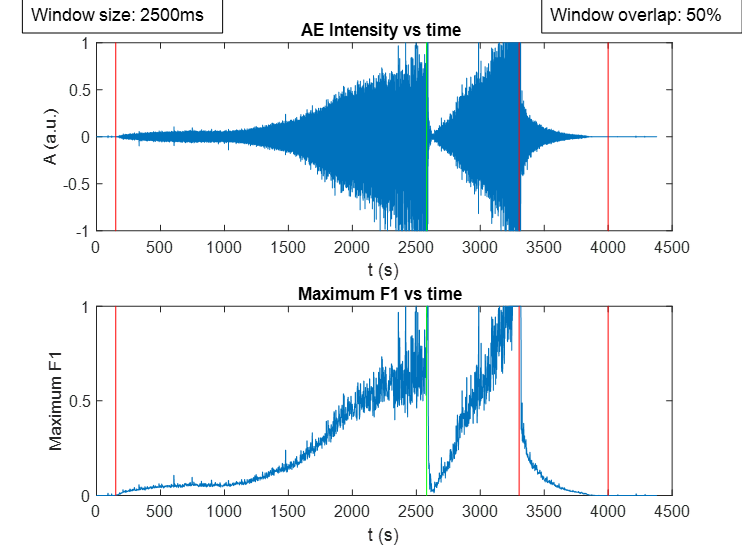 Window size: 2500ms
Window overlap: 50%
AE Intensity vs time
1
0.5
0
-0.5
-1
A (a.u.)
0 500 1000 1500 2000 2500 3000 3500 4000 4500
t (s)
Maximum F1 vs time
1
0.5
0
Maximum F1
0 500 1000 1500 2000 2500 3000 3500 4000 4500
t (s)